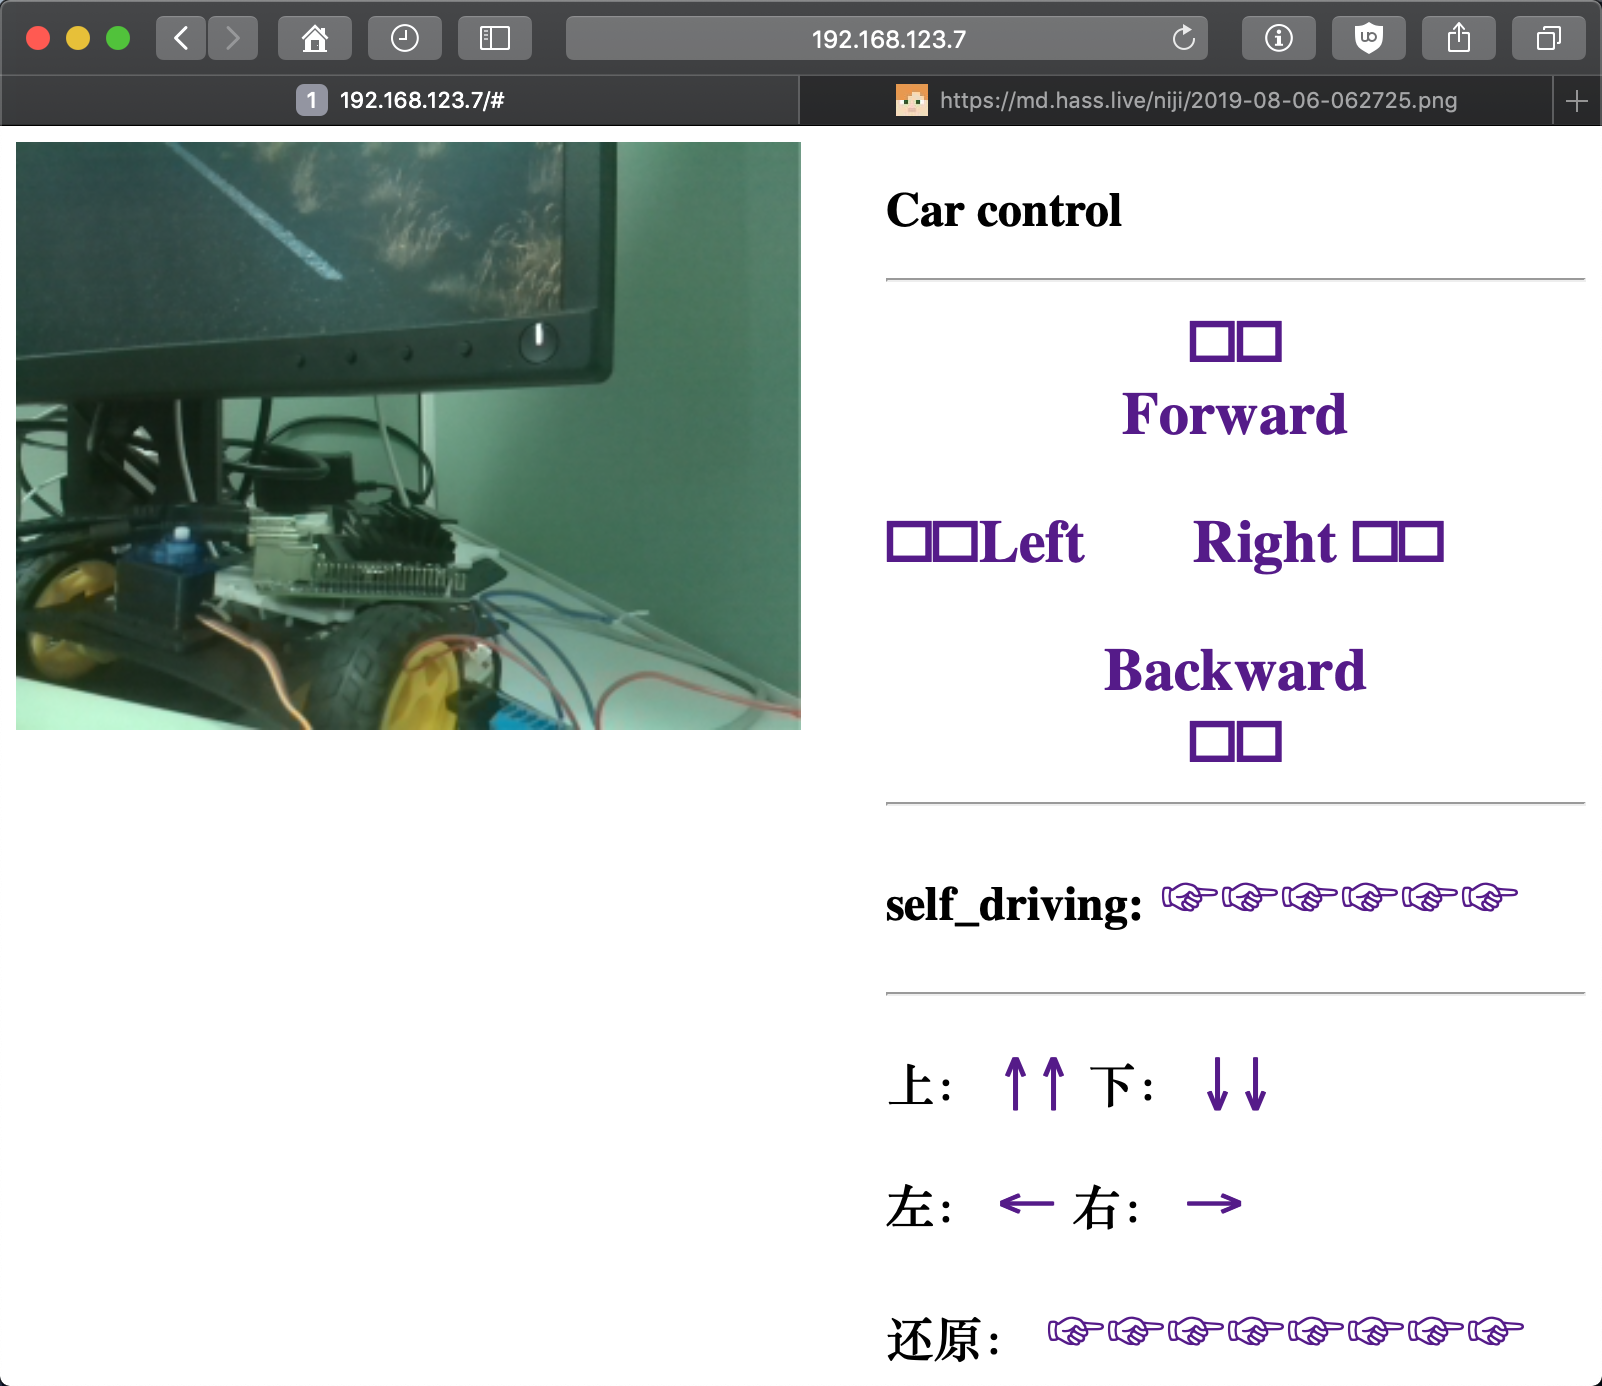 192.168.123.7
1 192.168.123.7/#
https://md.hass.live/niji/2019-08-06-062725.png
Car control
□□
Forward
□□Left Right □□
Backward
□□
self_driving: ☞☞☞☞☞☞
上： ↑↑ 下： ↓↓
左： ← 右： →
还原： ☞☞☞☞☞☞☞☞